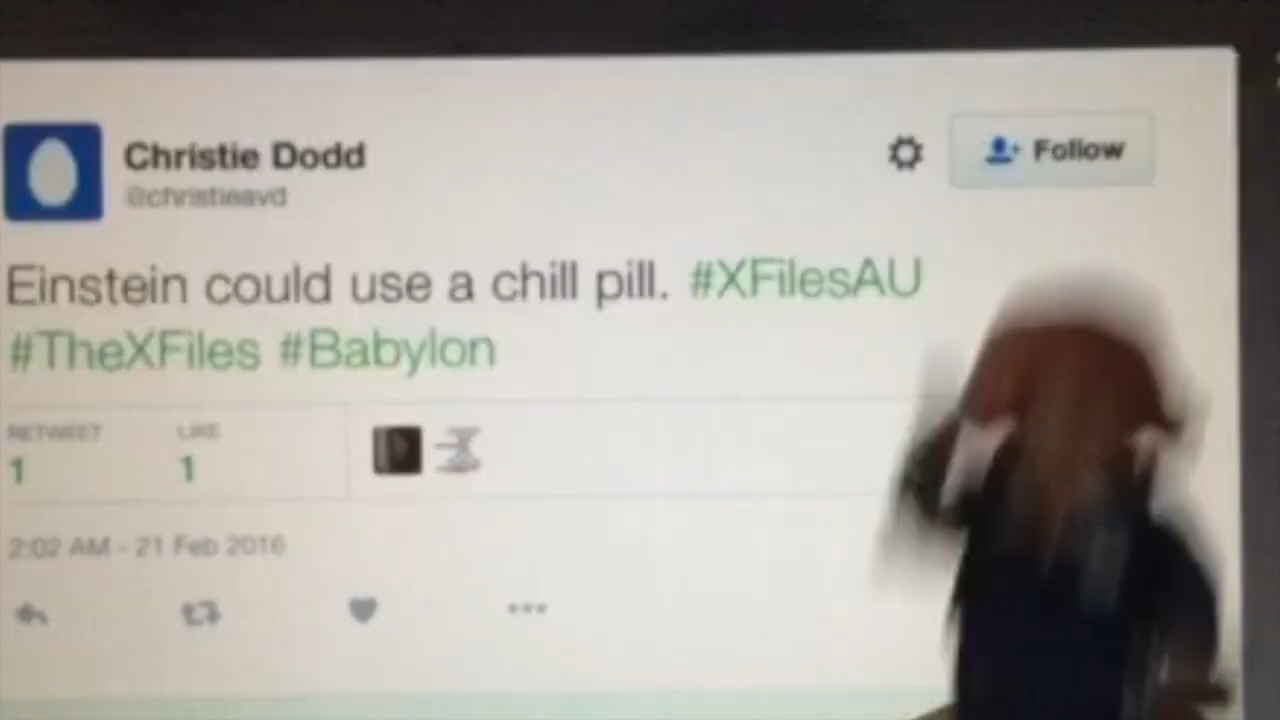 Christie Dodd
@christieavd
Follow
Einstein could use a chill pill. #XFilesAU
#TheXFiles #Babylon
RETWEET
LIKE
1
1
2:02 AM - 21 Feb 2016